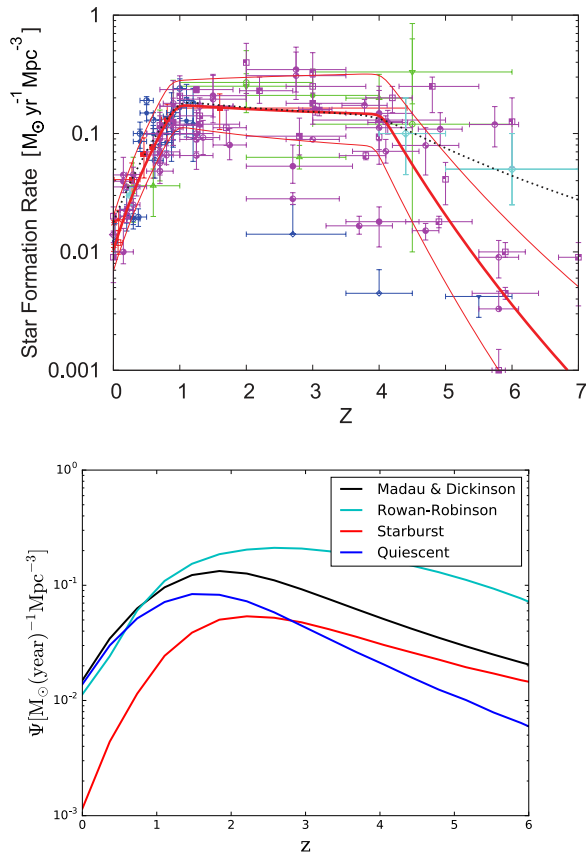 Star Formation Rate [M⊙ yr⁻¹ Mpc⁻³]
1
0.1
0.01
0.001
0 1 2 3 4 5 6 7
Z
Ψ[M⊙(year)⁻¹Mpc⁻³]
10⁰
10⁻¹
10⁻²
10⁻³
Madau & Dickinson
Rowan-Robinson
Starburst
Quiescent
0 1 2 3 4 5 6
z